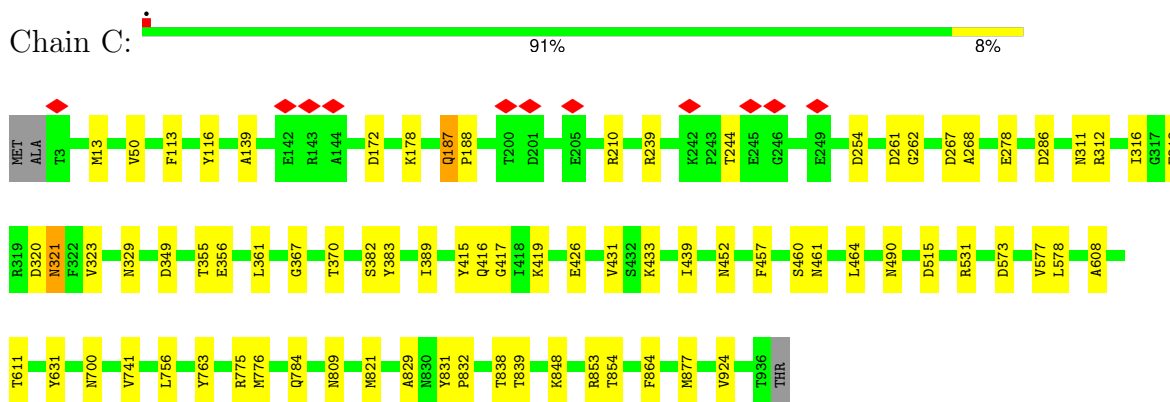 Chain C:
91%
8%
MET ALA T3 M13 V50 F113 Y116 A139 E142 R143 A144 D172 K178 Q187 P188 T200 D201 E205 R210 R239 K242 P243 T244 E245 G246 E249 D254 D261 G262 D267 A268 E278 D286 N311 R312 I316 G317
R319 D320 N321 F322 V323 N329 D349 T355 E356 L361 G367 T370 S382 Y383 I389 Y415 Q416 G417 I418 K419 E426 V431 S432 K433 I439 N452 F457 S460 N461 L464 N490 D515 R531 D573 V577 L578 A608
T611 Y631 N700 V741 L756 Y763 R775 M776 Q784 N809 M821 A829 N830 Y831 P832 T838 T839 K848 R853 T854 F864 M877 V924 T936 THR